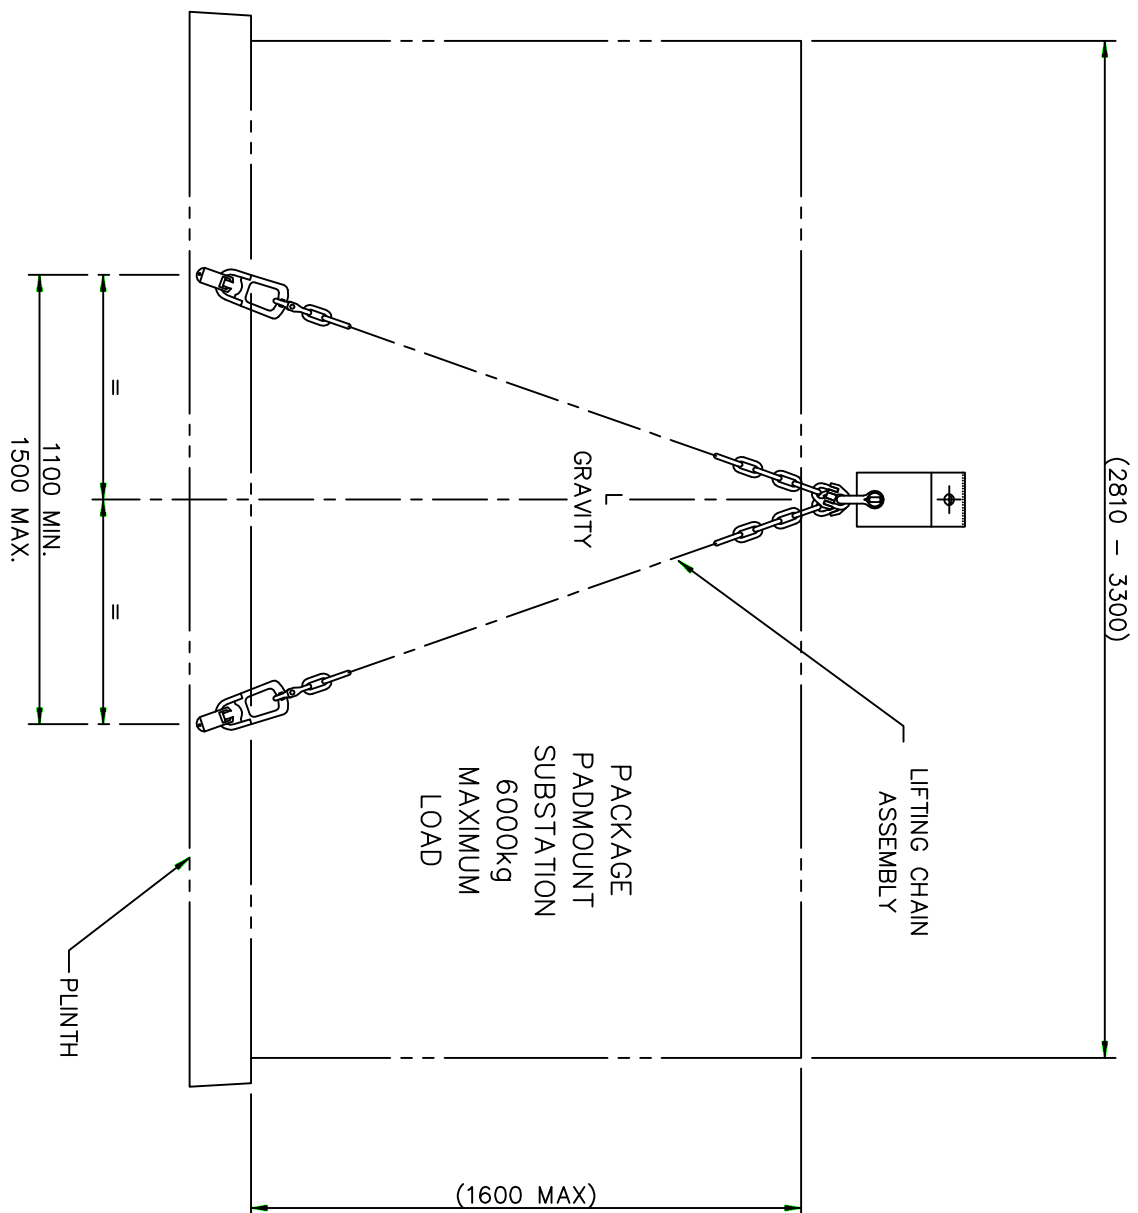 (2810 - 3300)
LIFTING CHAIN
ASSEMBLY
L
GRAVITY
PACKAGE
PADMOUNT
SUBSTATION
6000kg
MAXIMUM
LOAD
(1600 MAX)
=
=
1100 MIN.
1500 MAX.
PLINTH